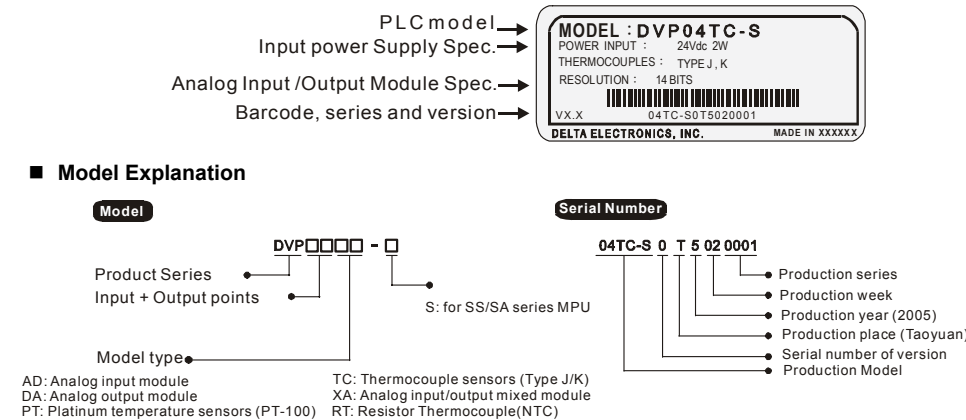 PLC model
Input power Supply Spec.
Analog Input /Output Module Spec.
Barcode, series and version
MODEL : DVP04TC-S
POWER INPUT : 24Vdc 2W
THERMOCOUPLES : TYPE J , K
RESOLUTION : 14 BITS
VX.X 04TC-S0T5020001
DELTA ELECTRONICS, INC. MADE IN XXXXXX
■ Model Explanation
Model
DVP□□□□ - □
Product Series
Input + Output points
S: for SS/SA series MPU
Model type
AD: Analog input module
DA: Analog output module
PT: Platinum temperature sensors (PT-100)
TC: Thermocouple sensors (Type J/K)
XA: Analog input/output mixed module
RT: Resistor Thermocouple(NTC)
Serial Number
04TC-S 0 T 5 02 0001
Production series
Production week
Production year (2005)
Production place (Taoyuan)
Serial number of version
Production Model